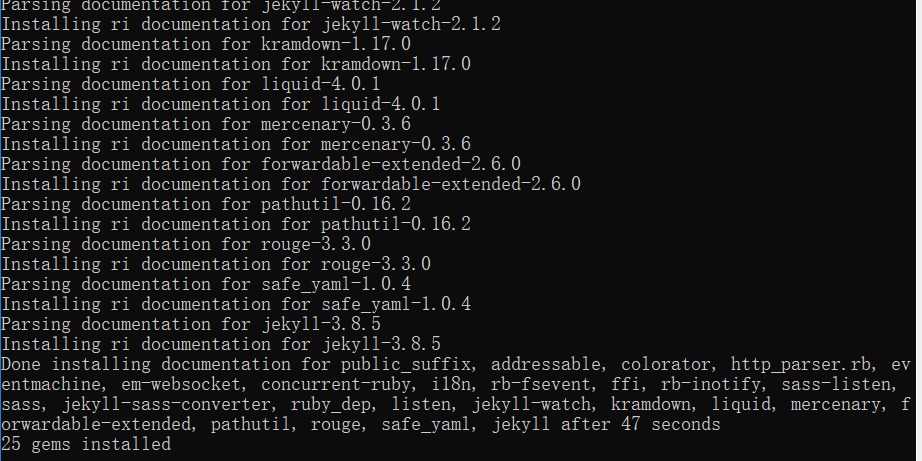 Parsing documentation for jekyll-watch-2.1.2
Installing ri documentation for jekyll-watch-2.1.2
Parsing documentation for kramdown-1.17.0
Installing ri documentation for kramdown-1.17.0
Parsing documentation for liquid-4.0.1
Installing ri documentation for liquid-4.0.1
Parsing documentation for mercenary-0.3.6
Installing ri documentation for mercenary-0.3.6
Parsing documentation for forwardable-extended-2.6.0
Installing ri documentation for forwardable-extended-2.6.0
Parsing documentation for pathutil-0.16.2
Installing ri documentation for pathutil-0.16.2
Parsing documentation for rouge-3.3.0
Installing ri documentation for rouge-3.3.0
Parsing documentation for safe_yaml-1.0.4
Installing ri documentation for safe_yaml-1.0.4
Parsing documentation for jekyll-3.8.5
Installing ri documentation for jekyll-3.8.5
Done installing documentation for public_suffix, addressable, colorator, http_parser.rb, ev
entmachine, em-websocket, concurrent-ruby, i18n, rb-fsevent, ffi, rb-inotify, sass-listen,
sass, jekyll-sass-converter, ruby_dep, listen, jekyll-watch, kramdown, liquid, mercenary, f
orwardable-extended, pathutil, rouge, safe_yaml, jekyll after 47 seconds
25 gems installed